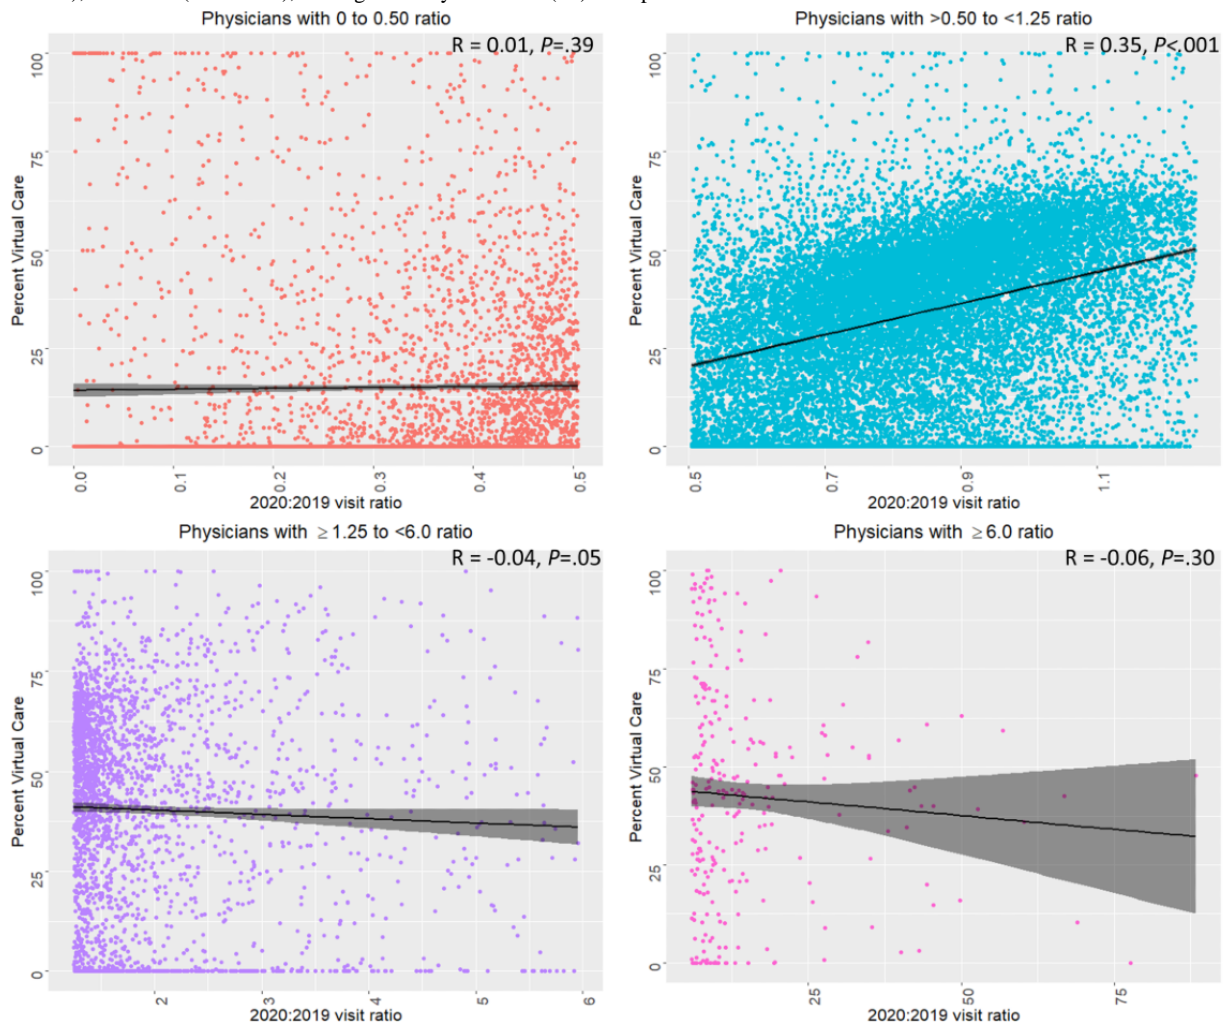 Physicians with 0 to 0.50 ratio
R = 0.01, P=.39
100
75
50
25
0
Percent Virtual Care
0.0 0.1 0.2 0.3 0.4 0.5
2020:2019 visit ratio
Physicians with >0.50 to <1.25 ratio
R = 0.35, P<.001
100
75
50
25
0
Percent Virtual Care
0.5 0.7 0.9 1.1
2020:2019 visit ratio
Physicians with ≥1.25 to <6.0 ratio
R = -0.04, P=.05
100
75
50
25
0
Percent Virtual Care
2 3 4 5 6
2020:2019 visit ratio
Physicians with ≥6.0 ratio
R = -0.06, P=.30
100
75
50
25
0
Percent Virtual Care
25 50 75
2020:2019 visit ratio